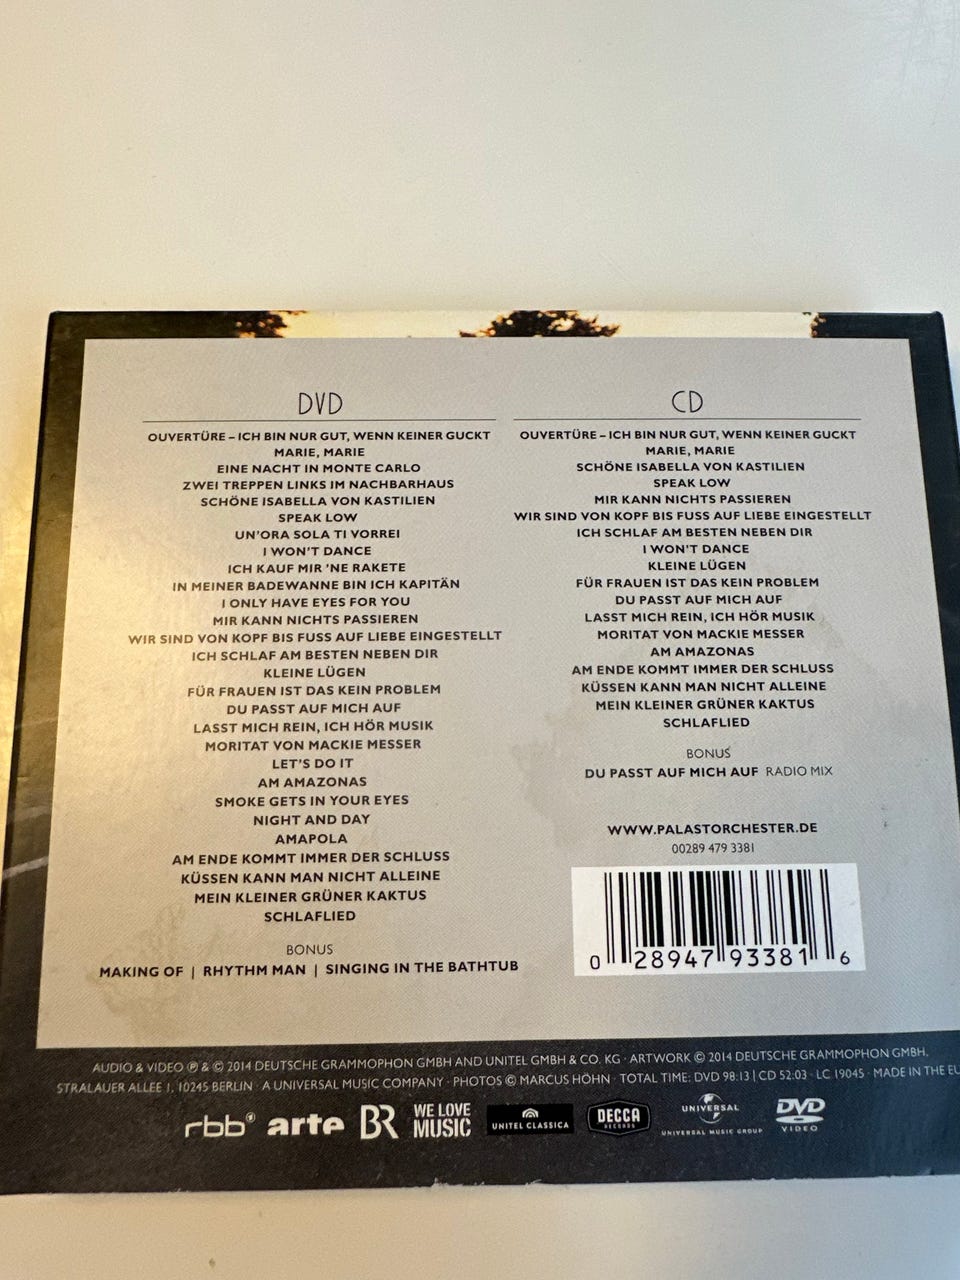 DVD
OUVERTÜRE – ICH BIN NUR GUT, WENN KEINER GUCKT
MARIE, MARIE
EINE NACHT IN MONTE CARLO
ZWEI TREPPEN LINKS IM NACHBARHAUS
SCHÖNE ISABELLA VON KASTILIEN
SPEAK LOW
UN'ORA SOLA TI VORREI
I WON'T DANCE
ICH KAUF MIR 'NE RAKETE
IN MEINER BADEWANNE BIN ICH KAPITÄN
I ONLY HAVE EYES FOR YOU
MIR KANN NICHTS PASSIEREN
WIR SIND VON KOPF BIS FUSS AUF LIEBE EINGESTELLT
ICH SCHLAF AM BESTEN NEBEN DIR
KLEINE LÜGEN
FÜR FRAUEN IST DAS KEIN PROBLEM
DU PASST AUF MICH AUF
LASST MICH REIN, ICH HÖR MUSIK
MORITAT VON MACKIE MESSER
LET'S DO IT
AM AMAZONAS
SMOKE GETS IN YOUR EYES
NIGHT AND DAY
AMAPOLA
AM ENDE KOMMT IMMER DER SCHLUSS
KÜSSEN KANN MAN NICHT ALLEINE
MEIN KLEINER GRÜNER KAKTUS
SCHLAFLIED
BONUS
MAKING OF | RHYTHM MAN | SINGING IN THE BATHTUB
CD
OUVERTÜRE – ICH BIN NUR GUT, WENN KEINER GUCKT
MARIE, MARIE
SCHÖNE ISABELLA VON KASTILIEN
SPEAK LOW
MIR KANN NICHTS PASSIEREN
WIR SIND VON KOPF BIS FUSS AUF LIEBE EINGESTELLT
ICH SCHLAF AM BESTEN NEBEN DIR
I WON'T DANCE
KLEINE LÜGEN
FÜR FRAUEN IST DAS KEIN PROBLEM
DU PASST AUF MICH AUF
LASST MICH REIN, ICH HÖR MUSIK
MORITAT VON MACKIE MESSER
AM AMAZONAS
AM ENDE KOMMT IMMER DER SCHLUSS
KÜSSEN KANN MAN NICHT ALLEINE
MEIN KLEINER GRÜNER KAKTUS
SCHLAFLIED
BONUS
DU PASST AUF MICH AUF RADIO MIX
WWW.PALASTORCHESTER.DE
00289 479 3381
0 28947 93381 6
AUDIO & VIDEO ℗ & © 2014 DEUTSCHE GRAMMOPHON GMBH AND UNITEL GMBH & CO. KG · ARTWORK © 2014 DEUTSCHE GRAMMOPHON GMBH,
STRALAUER ALLEE 1, 10245 BERLIN · A UNIVERSAL MUSIC COMPANY · PHOTOS © MARCUS HÖHN · TOTAL TIME: DVD 98:13 | CD 52:03 · LC 19045 · MADE IN THE EU
rbb arte BR WE LOVE MUSIC UNITEL CLASSICA DECCA RECORDS UNIVERSAL UNIVERSAL MUSIC GROUP DVD VIDEO